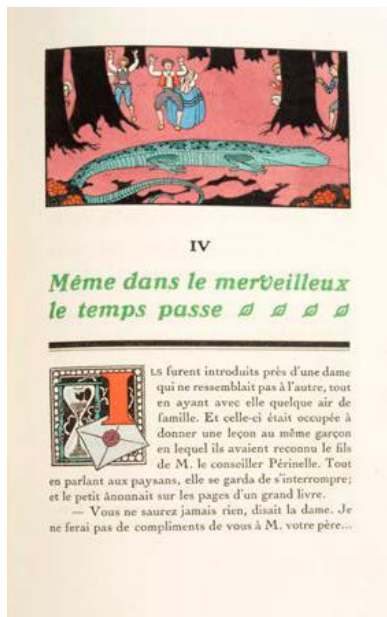 IV
Même dans le merveilleux
le temps passe
ILS furent introduits près d'une dame
qui ne ressemblait pas à l'autre, tout
en ayant avec elle quelque air de
famille. Et celle-ci était occupée à
donner une leçon au même garçon
en lequel ils avaient reconnu le fils
de M. le conseiller Périnelle. Tout
en parlant aux paysans, elle se garda de s'interrompre;
et le petit ânonnait sur les pages d'un grand livre.
— Vous ne saurez jamais rien, disait la dame. Je
ne ferai pas de compliments de vous à M. votre père...